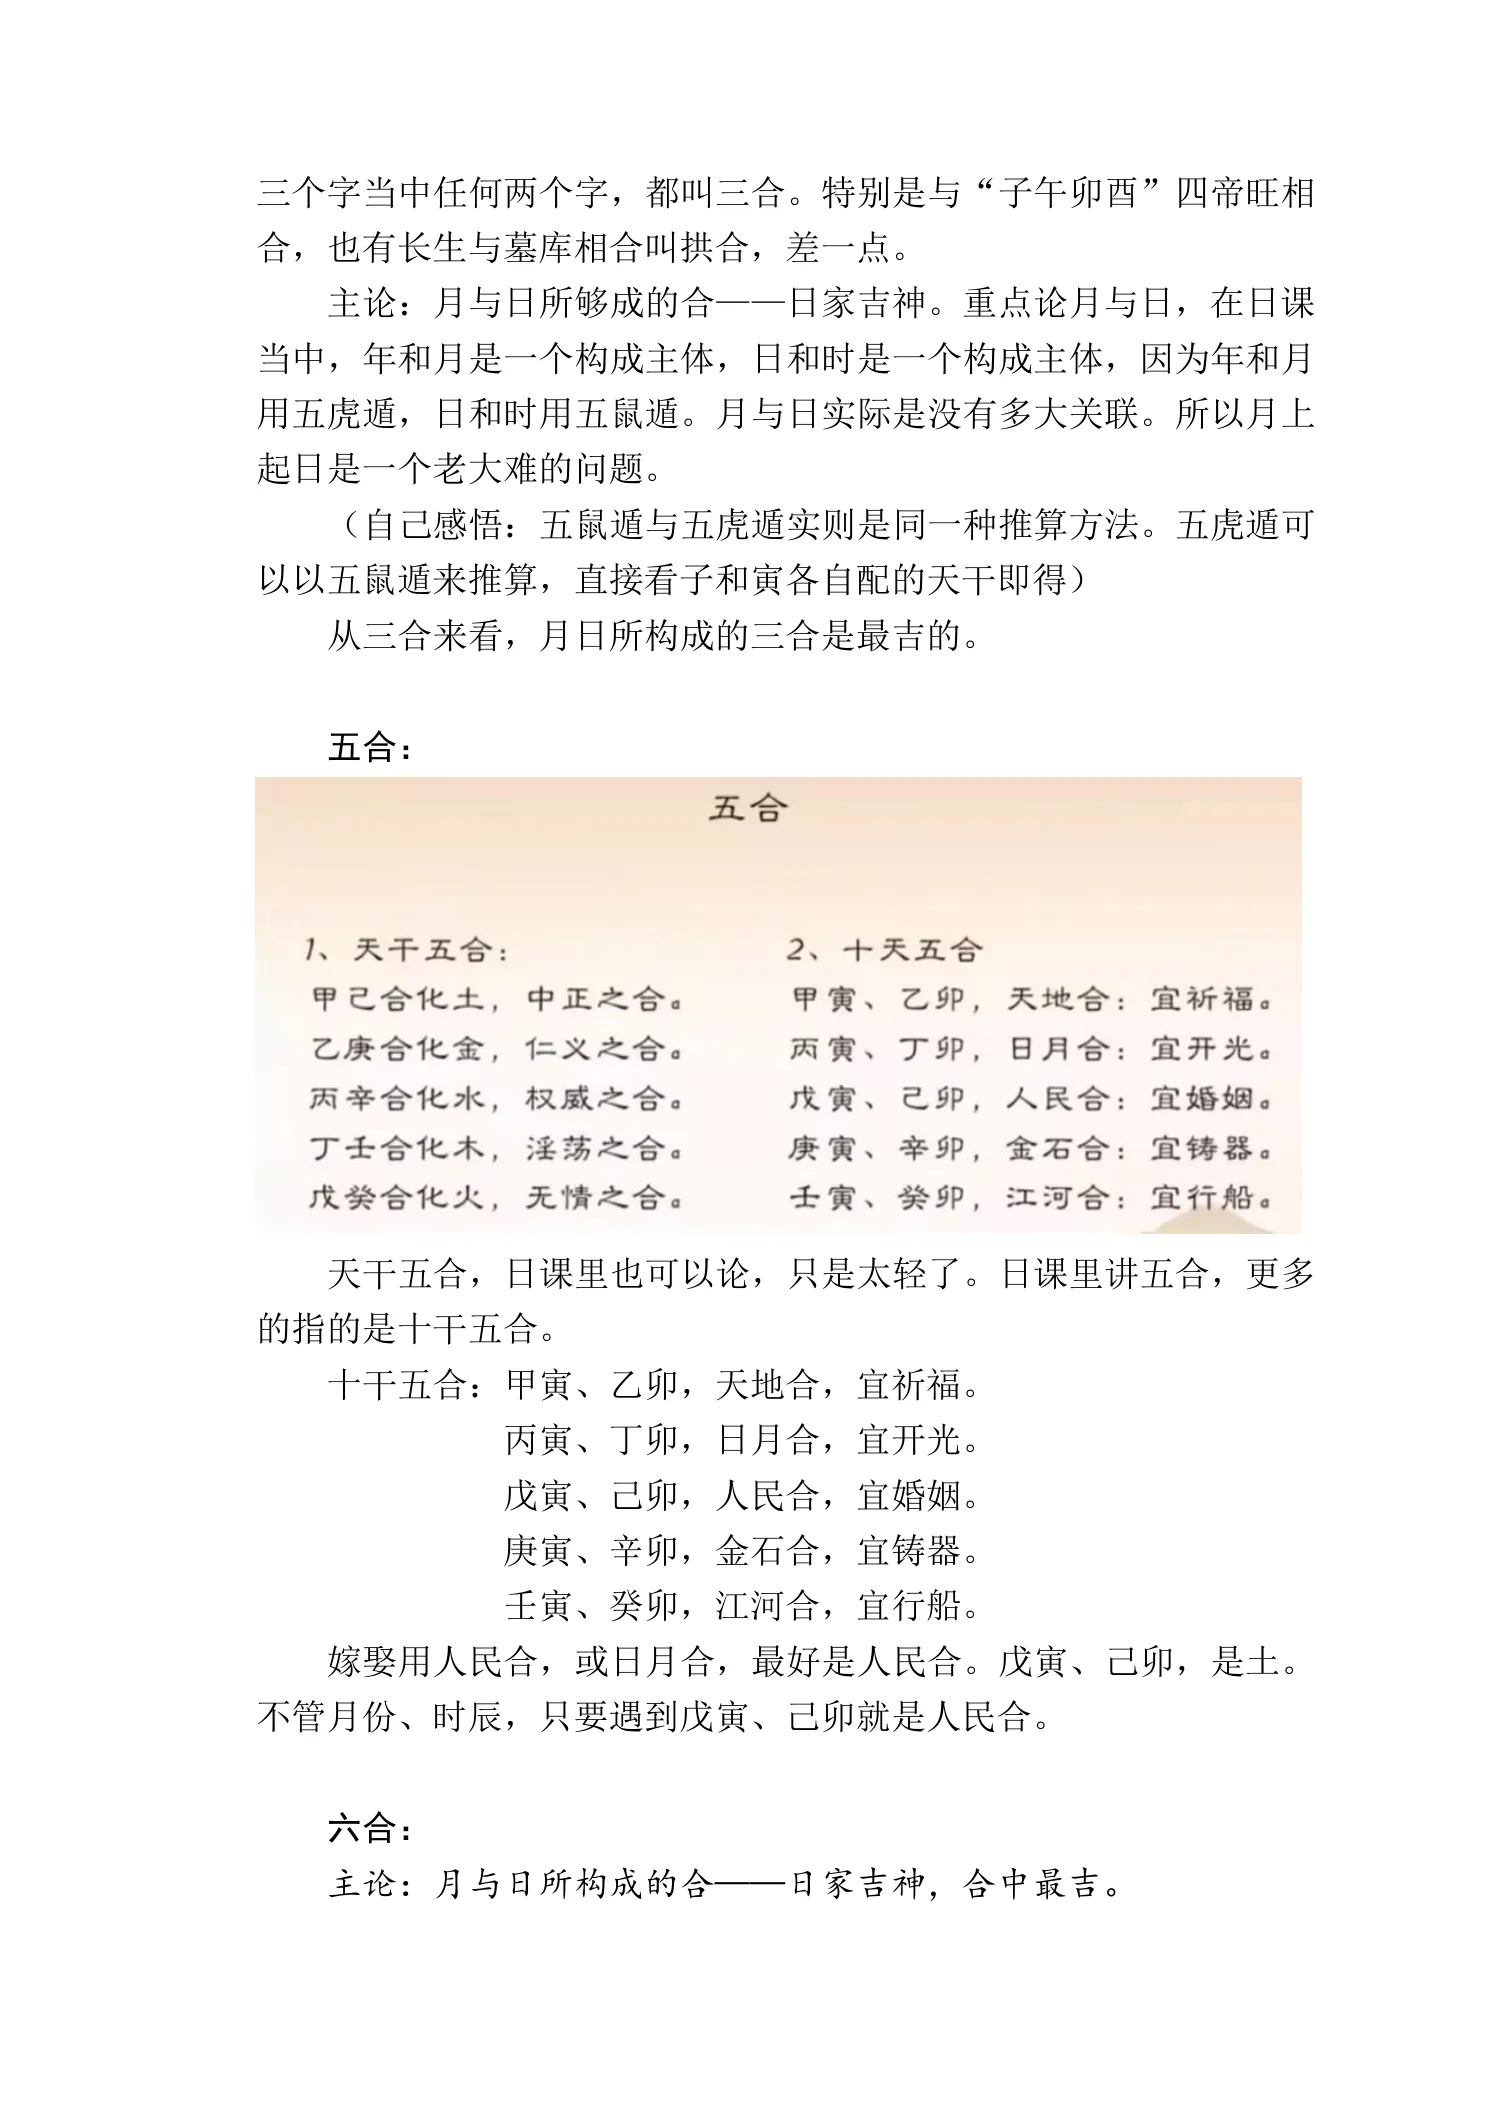 三个字当中任何两个字，都叫三合。特别是与“子午卯酉”四帝旺相
合，也有长生与墓库相合叫拱合，差一点。
主论：月与日所够成的合——日家吉神。重点论月与日，在日课
当中，年和月是一个构成主体，日和时是一个构成主体，因为年和月
用五虎遁，日和时用五鼠遁。月与日实际是没有多大关联。所以月上
起日是一个老大难的问题。
（自己感悟：五鼠遁与五虎遁实则是同一种推算方法。五虎遁可
以以五鼠遁来推算，直接看子和寅各自配的天干即得）
从三合来看，月日所构成的三合是最吉的。
五合：
五合
1、天干五合：
甲己合化土，中正之合。
乙庚合化金，仁义之合。
丙辛合化水，权威之合。
丁壬合化木，淫荡之合。
戊癸合化火，无情之合。
2、十天五合
甲寅、乙卯，天地合：宜祈福。
丙寅、丁卯，日月合：宜开光。
戊寅、己卯，人民合：宜婚姻。
庚寅、辛卯，金石合：宜铸器。
壬寅、癸卯，江河合：宜行船。
天干五合，日课里也可以论，只是太轻了。日课里讲五合，更多
的指的是十干五合。
十干五合：甲寅、乙卯，天地合，宜祈福。
丙寅、丁卯，日月合，宜开光。
戊寅、己卯，人民合，宜婚姻。
庚寅、辛卯，金石合，宜铸器。
壬寅、癸卯，江河合，宜行船。
嫁娶用人民合，或日月合，最好是人民合。戊寅、己卯，是土。
不管月份、时辰，只要遇到戊寅、己卯就是人民合。
六合：
主论：月与日所构成的合——日家吉神，合中最吉。